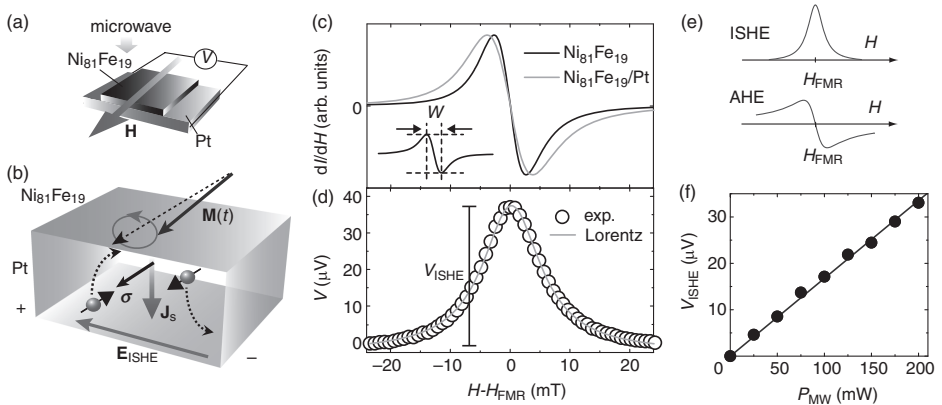 (a)
microwave
Ni81Fe19
V
H
Pt
(b)
Ni81Fe19
M(t)
Pt
+
σ
Js
EISHE
−
(c)
dI/dH (arb. units)
0
W
Ni81Fe19
Ni81Fe19/Pt
(d)
V (μV)
40
30
20
10
0
VISHE
exp.
Lorentz
−20 −10 0 10 20
H-HFMR (mT)
(e)
ISHE
H
HFMR
AHE
H
HFMR
(f)
VISHE (μV)
30
20
10
0
0 50 100 150 200
PMW (mW)